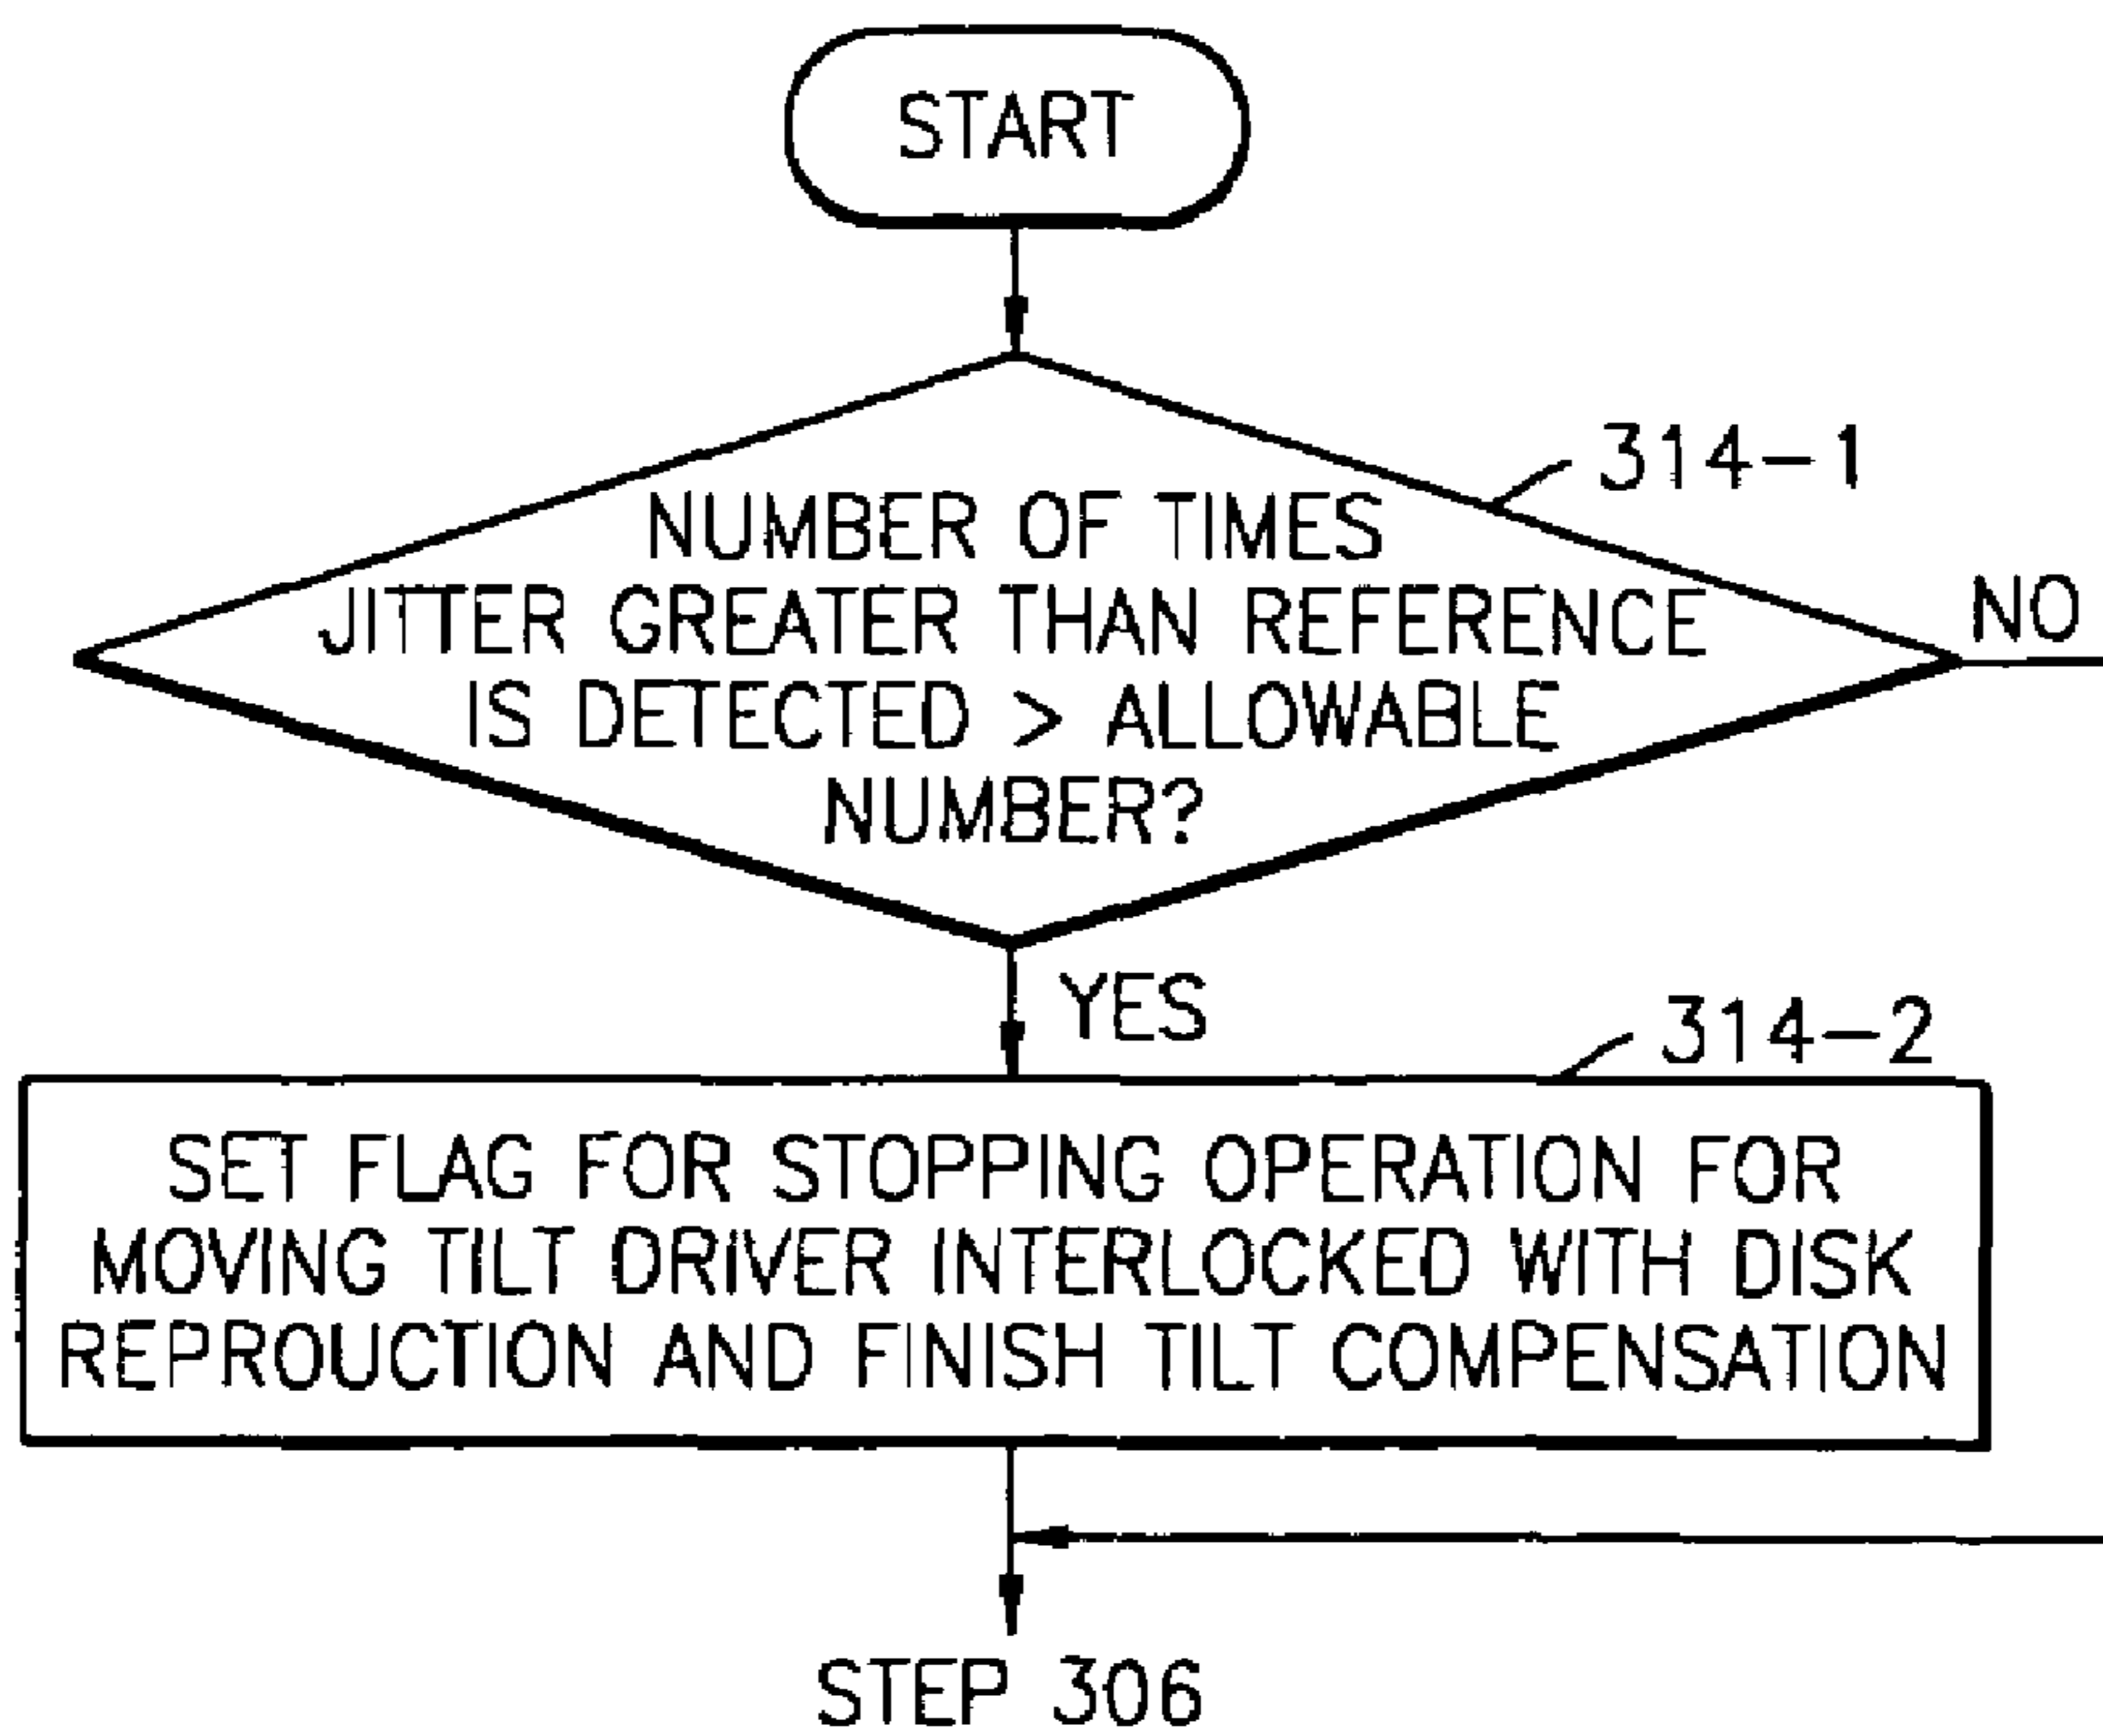 START
314-1
NUMBER OF TIMES
JITTER GREATER THAN REFERENCE
IS DETECTED > ALLOWABLE
NUMBER?
NO
YES
314-2
SET FLAG FOR STOPPING OPERATION FOR
MOVING TILT DRIVER INTERLOCKED WITH DISK
REPROUCTION AND FINISH TILT COMPENSATION
STEP 306